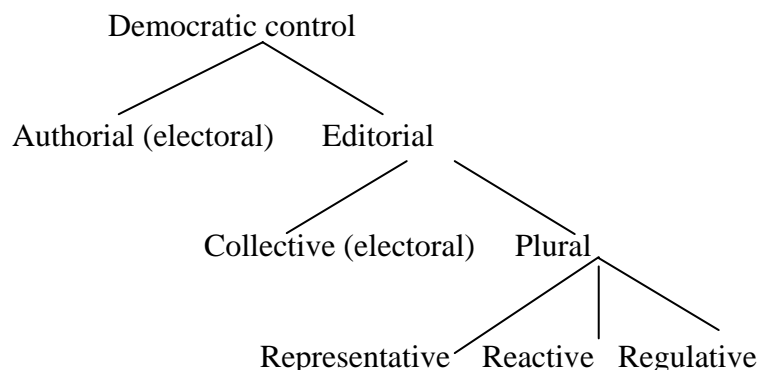 Democratic control
Authorial (electoral) Editorial
Collective (electoral) Plural
Representative Reactive Regulative